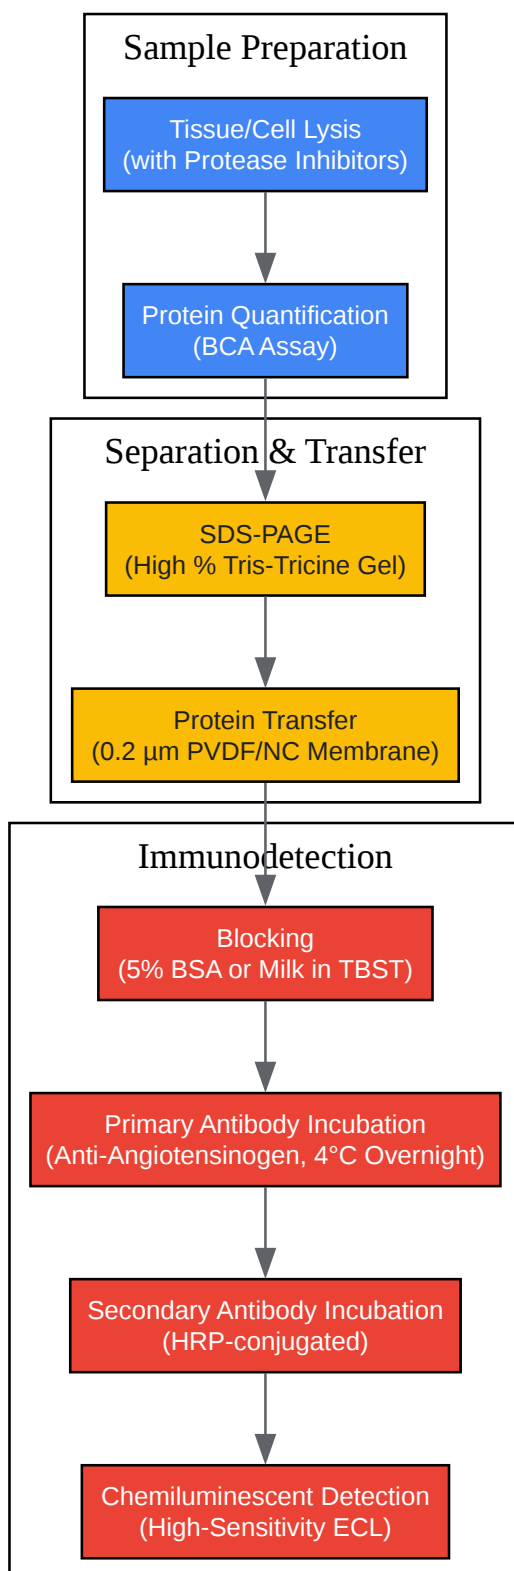 Sample Preparation
Tissue/Cell Lysis
(with Protease Inhibitors)
Protein Quantification
(BCA Assay)
Separation & Transfer
SDS-PAGE
(High % Tris-Tricine Gel)
Protein Transfer
(0.2 µm PVDF/NC Membrane)
Immunodetection
Blocking
(5% BSA or Milk in TBST)
Primary Antibody Incubation
(Anti-Angiotensinogen, 4°C Overnight)
Secondary Antibody Incubation
(HRP-conjugated)
Chemiluminescent Detection
(High-Sensitivity ECL)